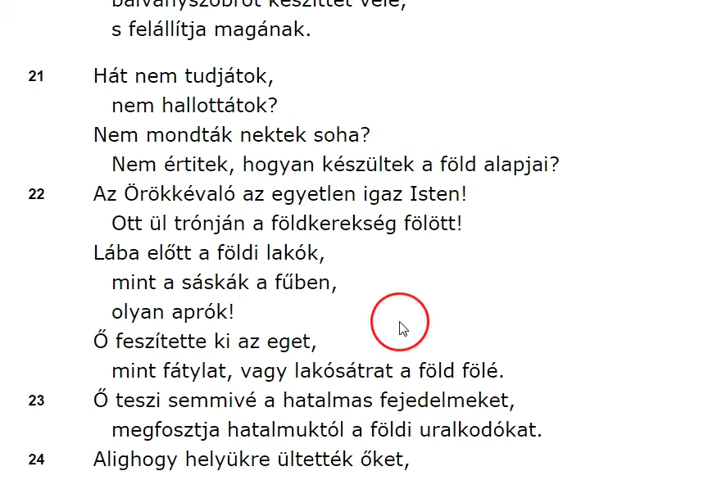 bálványszobrot készíttet vele,
s felállítja magának.
21 Hát nem tudjátok,
nem hallottátok?
Nem mondták nektek soha?
Nem értitek, hogyan készültek a föld alapjai?
22 Az Örökkévaló az egyetlen igaz Isten!
Ott ül trónján a földkerekség fölött!
Lába előtt a földi lakók,
mint a sáskák a fűben,
olyan aprók!
Ő feszítette ki az eget,
mint fátylat, vagy lakósátrat a föld fölé.
23 Ő teszi semmivé a hatalmas fejedelmeket,
megfosztja hatalmuktól a földi uralkodókat.
24 Alighogy helyükre ültették őket,